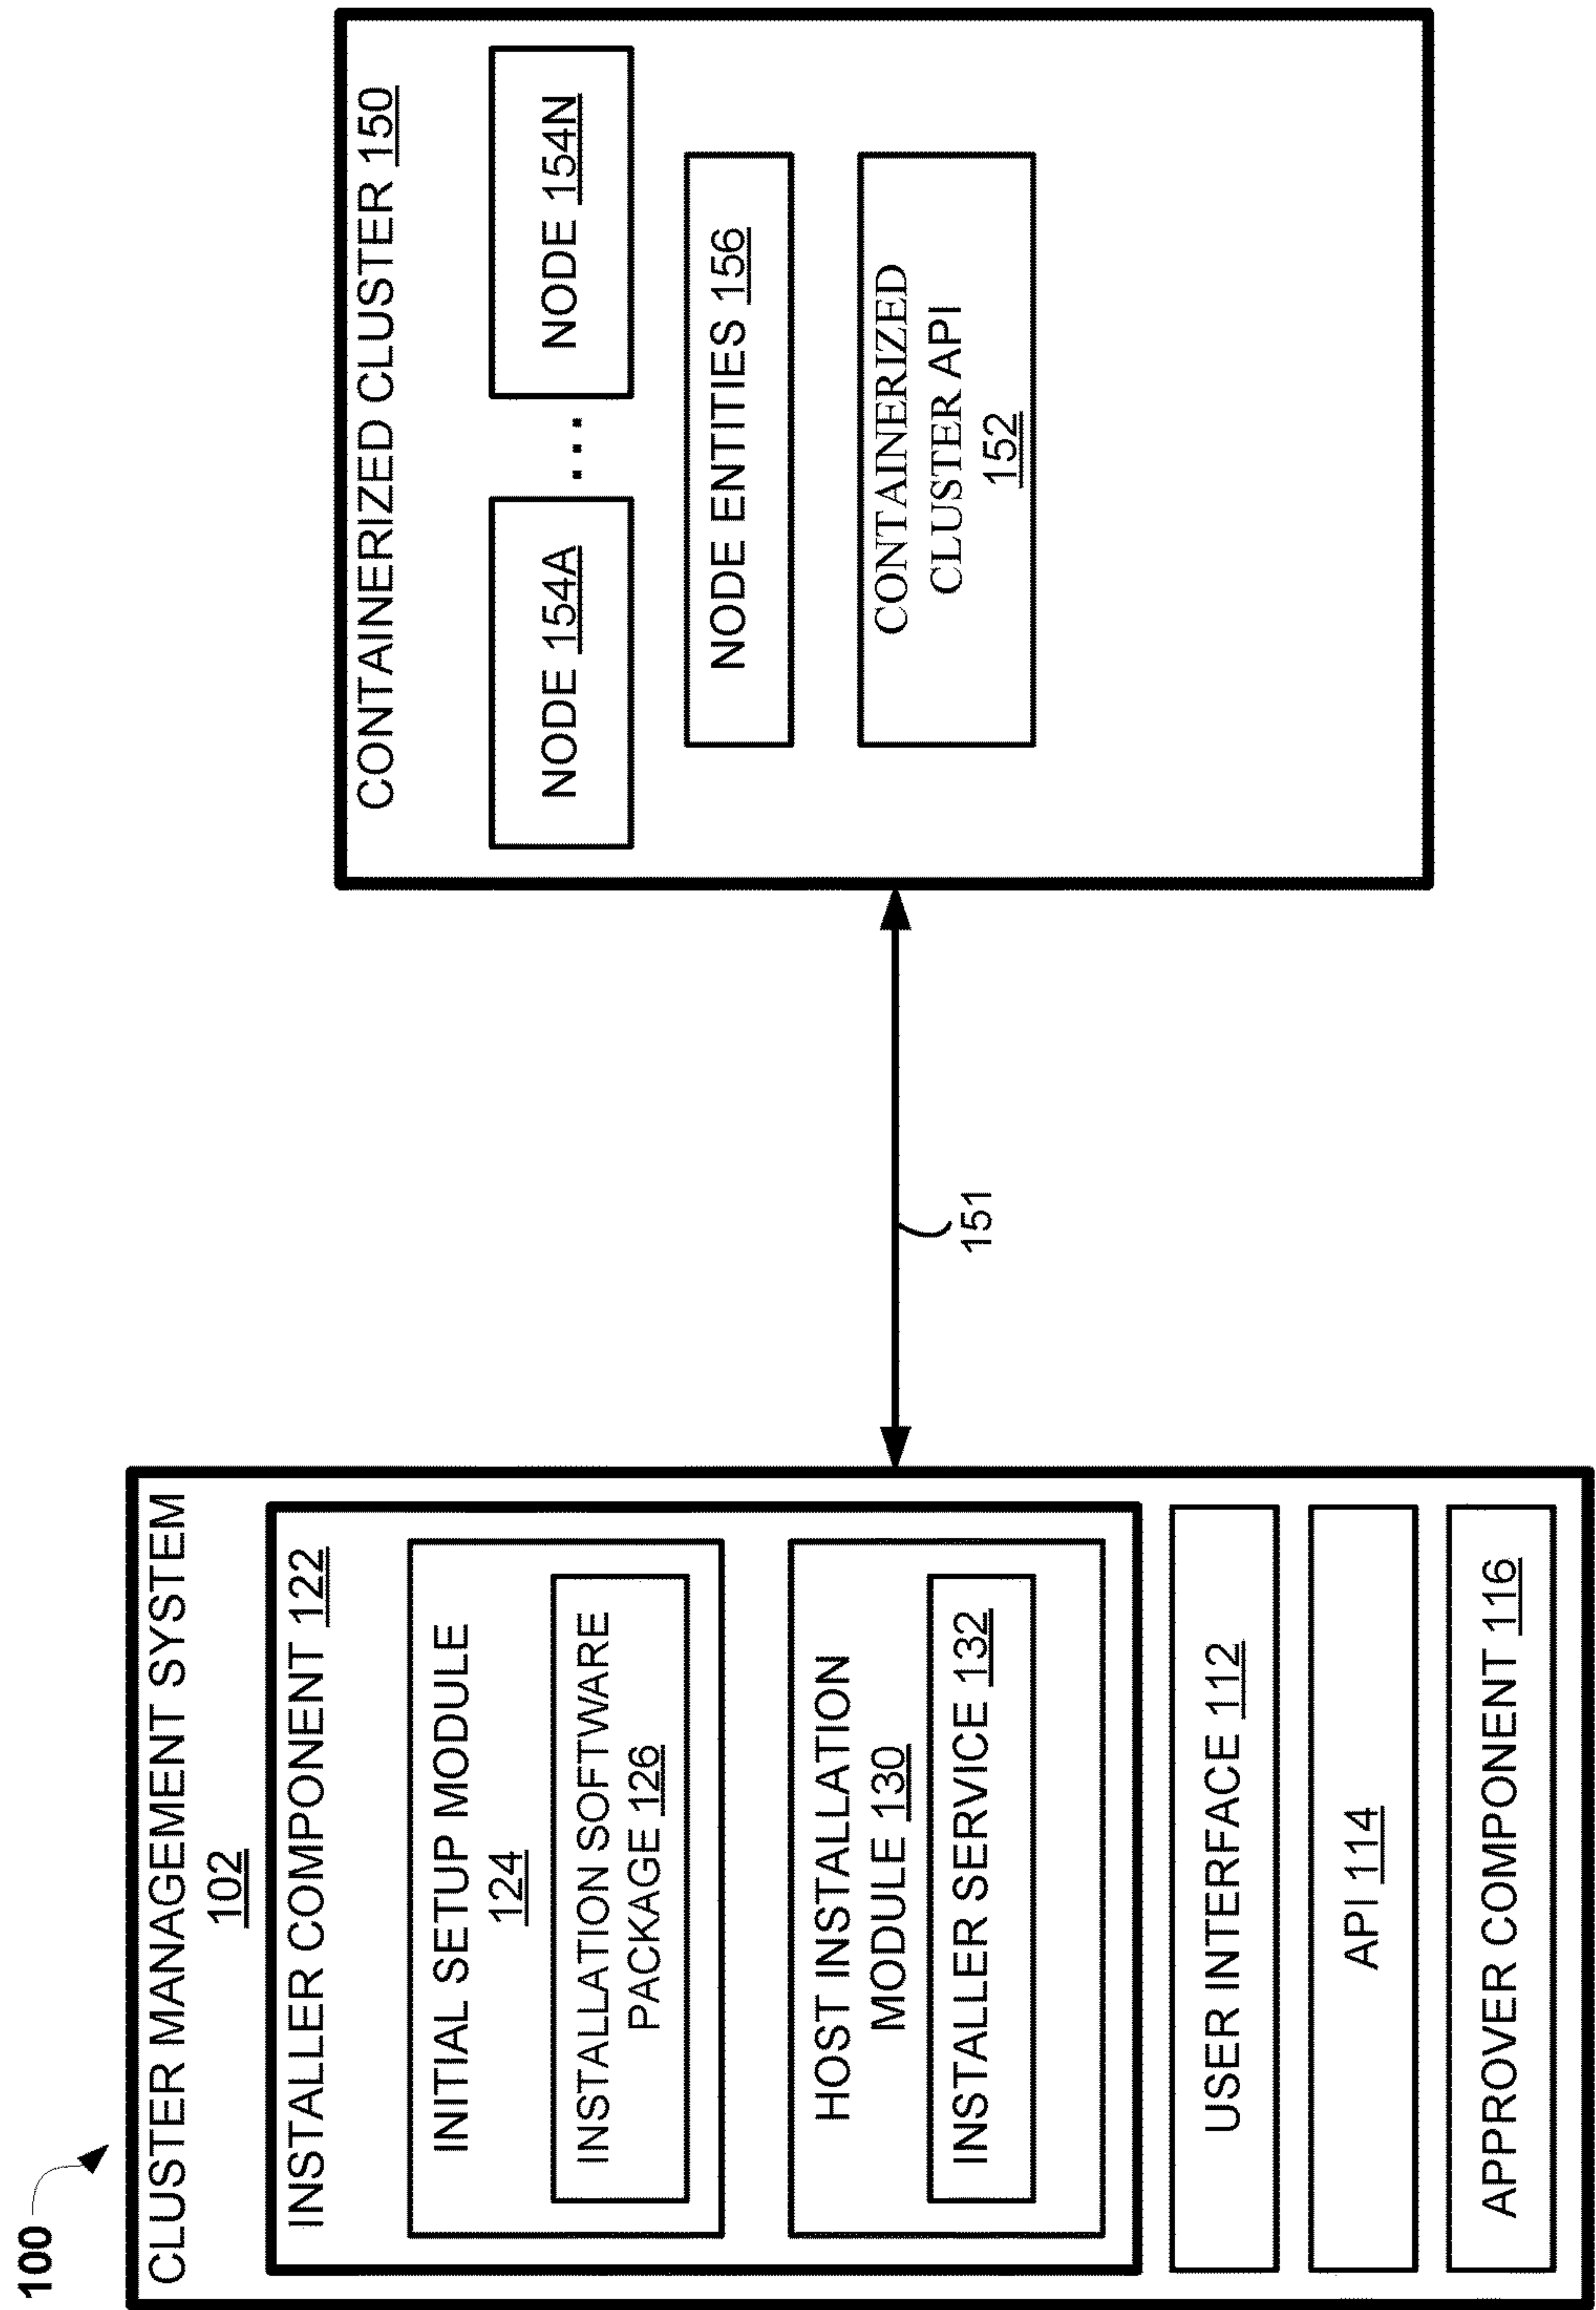 100
CLUSTER MANAGEMENT SYSTEM
102
INSTALLER COMPONENT 122
INITIAL SETUP MODULE
124
INSTALLATION SOFTWARE
PACKAGE 126
HOST INSTALLATION
MODULE 130
INSTALLER SERVICE 132
USER INTERFACE 112
API 114
APPROVER COMPONENT 116
151
CONTAINERIZED CLUSTER 150
NODE 154A
...
NODE 154N
NODE ENTITIES 156
CONTAINERIZED
CLUSTER API
152